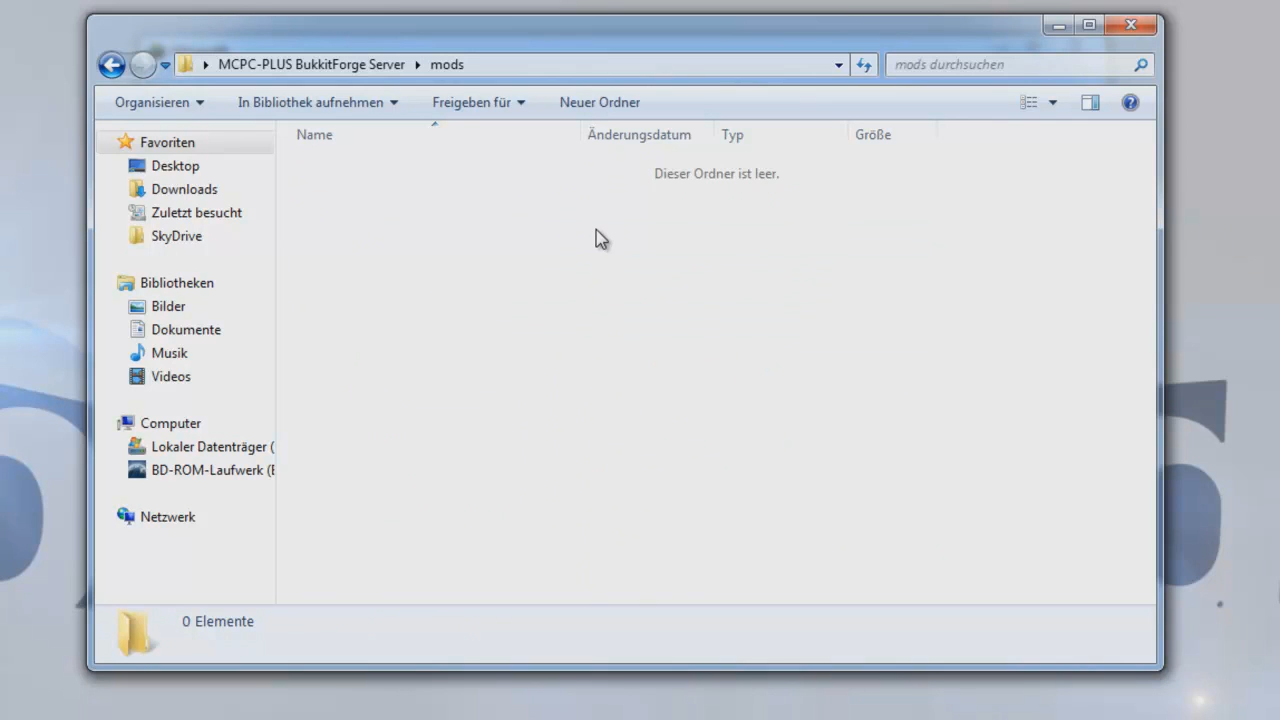 MCPC-PLUS BukkitForge Server mods
mods durchsuchen
Organisieren In Bibliothek aufnehmen Freigeben für Neuer Ordner
Name Änderungsdatum Typ Größe
Dieser Ordner ist leer.
Favoriten
Desktop
Downloads
Zuletzt besucht
SkyDrive
Bibliotheken
Bilder
Dokumente
Musik
Videos
Computer
Lokaler Datenträger (
BD-ROM-Laufwerk (E
Netzwerk
0 Elemente